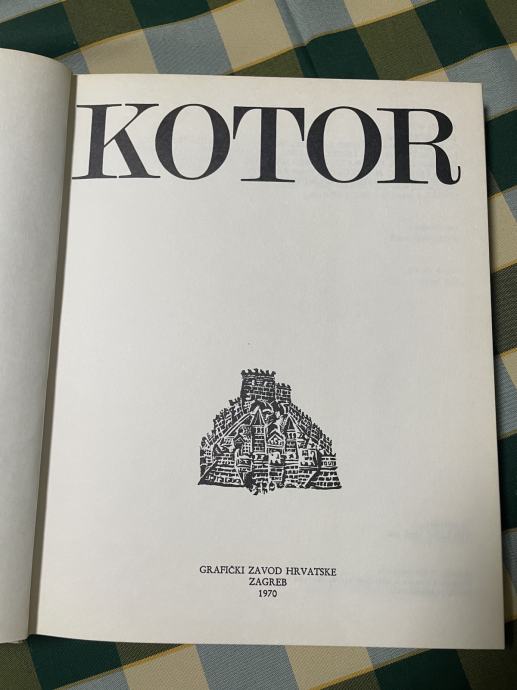 KOTOR
GRAFIČKI ZAVOD HRVATSKE
ZAGREB
1970